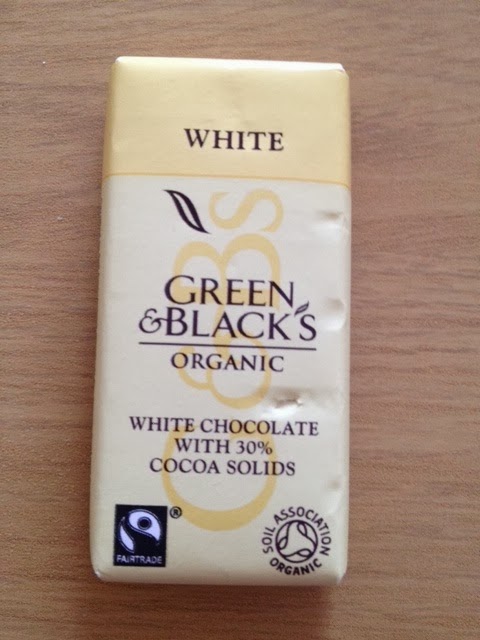 WHITE
G&B's
GREEN
&BLACK'S
ORGANIC
WHITE CHOCOLATE
WITH 30%
COCOA SOLIDS
FAIRTRADE
®
SOIL ASSOCIATION
ORGANIC